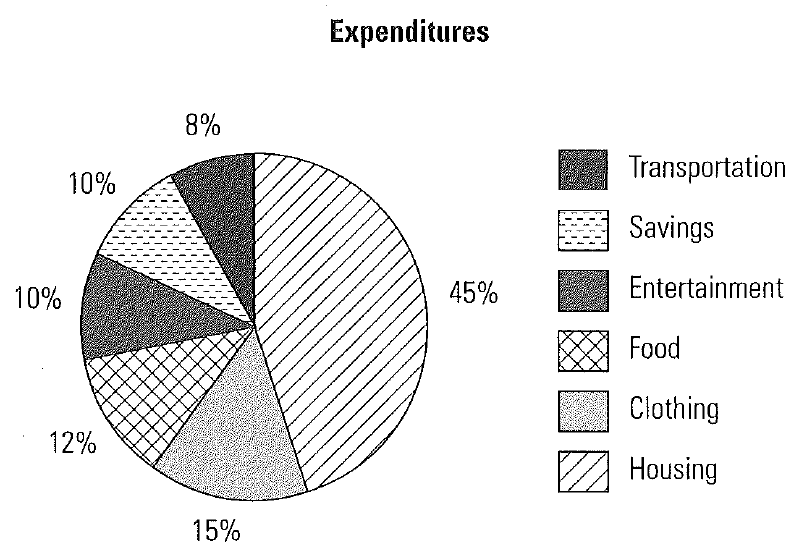 Expenditures
8%
10%
10%
12%
15%
45%
Transportation
Savings
Entertainment
Food
Clothing
Housing